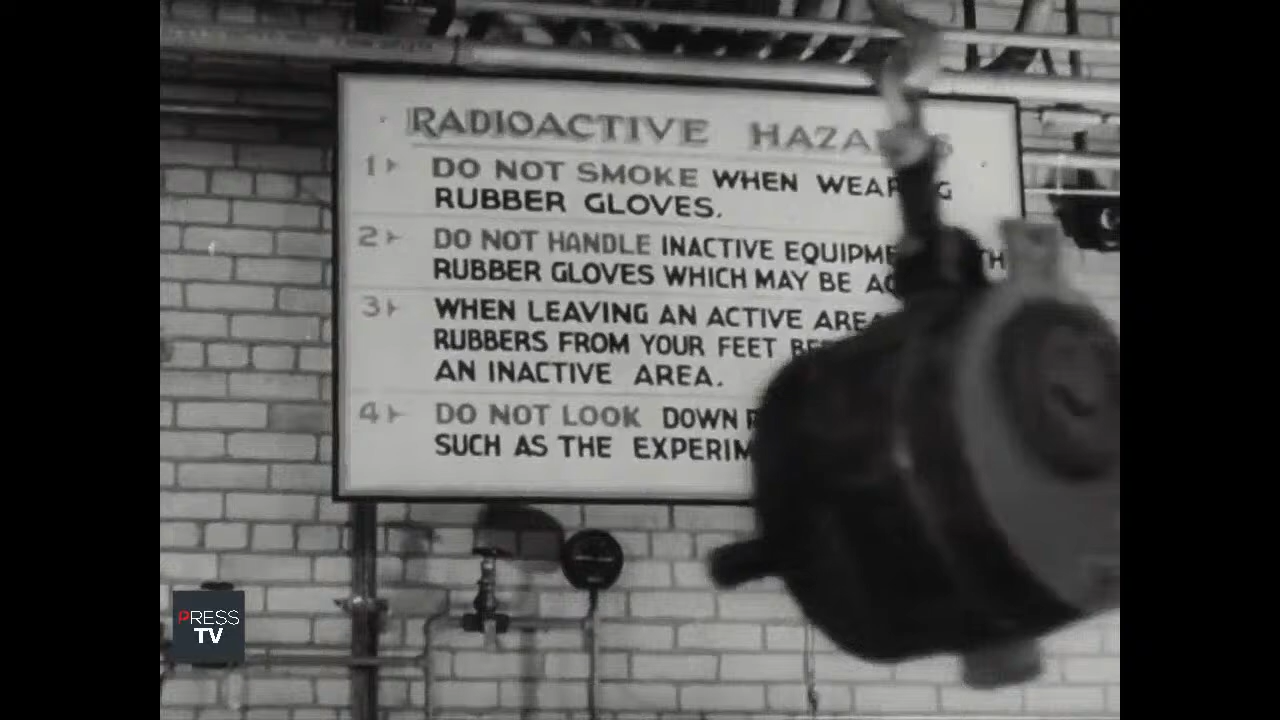 RADIOACTIVE
1 DO NOT SMOKE WHEN
RUBBER GLOVES.
2 DO NOT HANDLE INACTIVE
RUBBER GLOVES WHICH MAY BE
3 WHEN LEAVING AN ACTIVE
RUBBERS FROM YOUR FEET
AN INACTIVE AREA.
4 DO NOT LOOK DOWN
SUCH AS THE
PRESS
TV